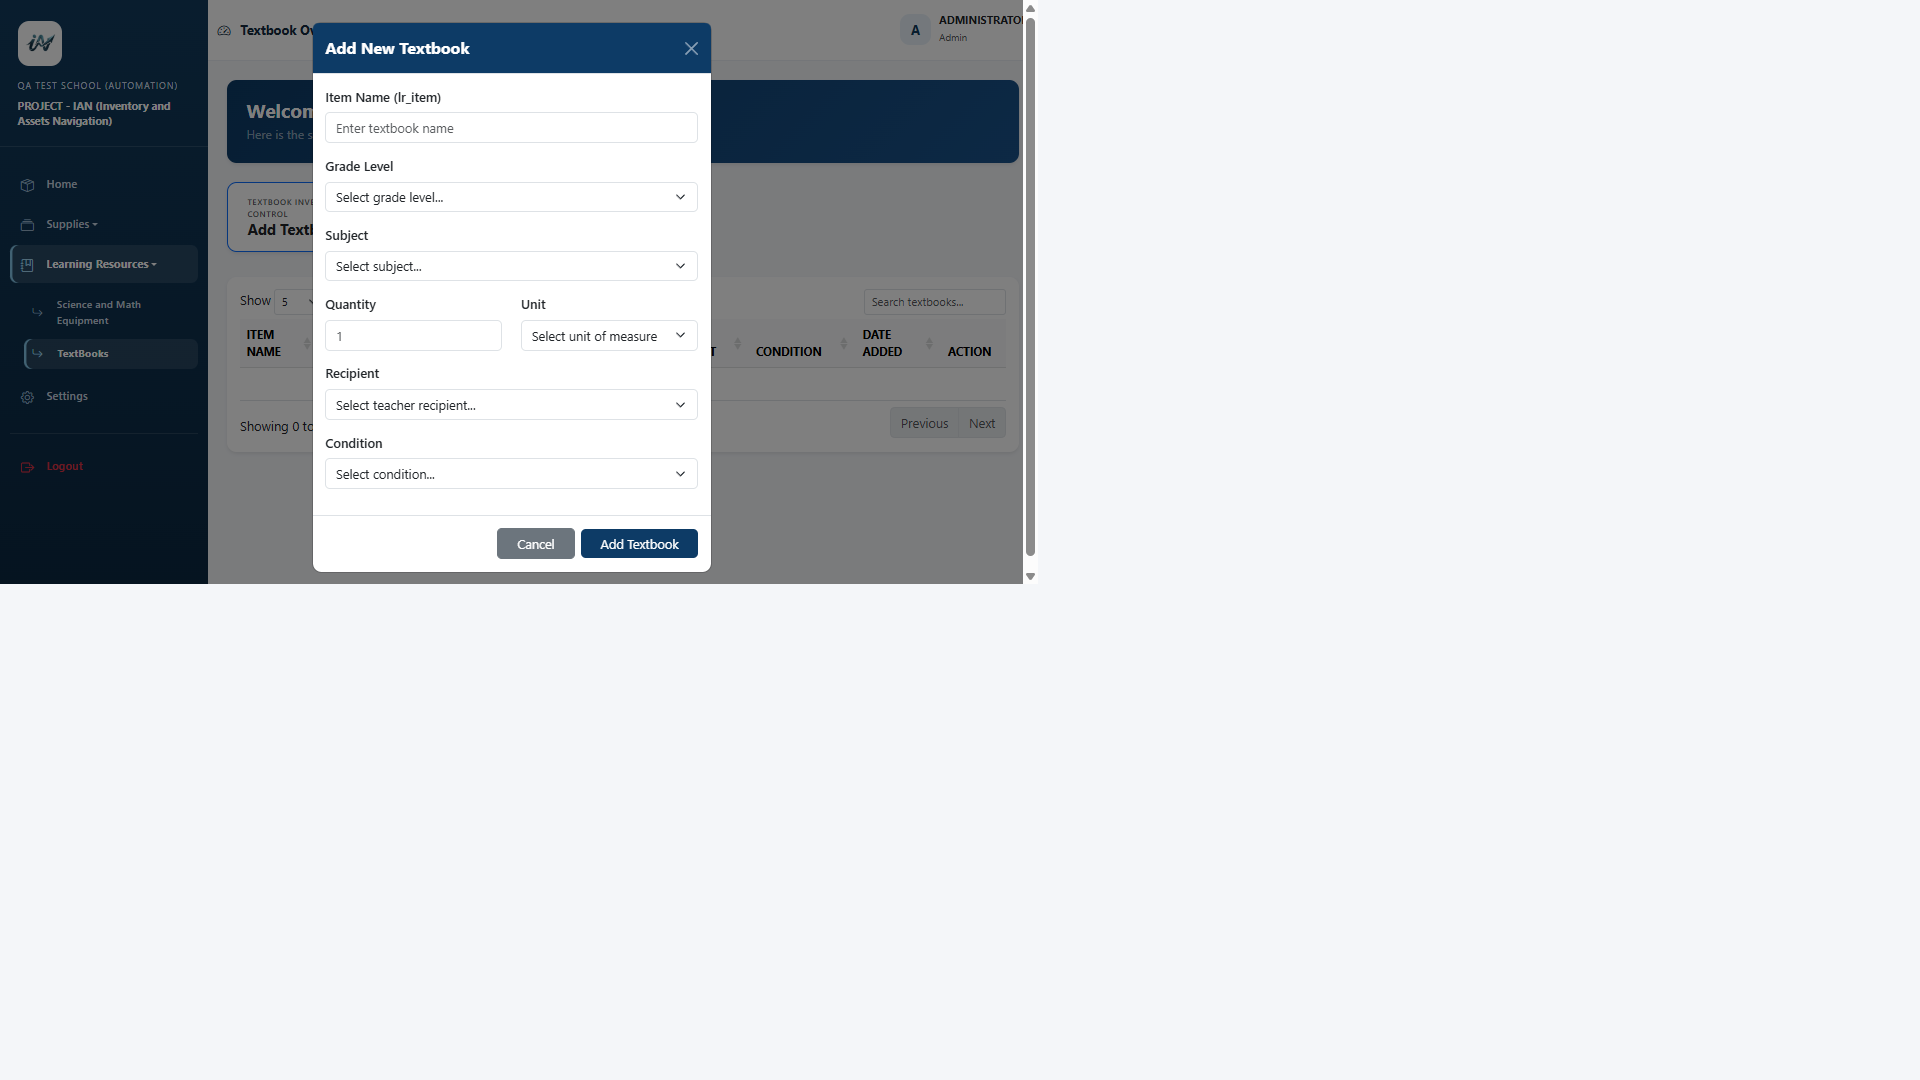 iAN
QA TEST SCHOOL (AUTOMATION)
PROJECT - IAN (Inventory and
Assets Navigation)
Home
Supplies
Learning Resources
Science and Math
Equipment
TextBooks
Settings
Logout
Textbook Ov
A
ADMINISTRATO
Admin
Welcom
Here is the s
TEXTBOOK INVE
CONTROL
Add Textb
Show 5
Search textbooks...
ITEM
NAME
T
CONDITION
DATE
ADDED
ACTION
Showing 0 to
Previous
Next
Add New Textbook
Item Name (lr_item)
Enter textbook name
Grade Level
Select grade level...
Subject
Select subject...
Quantity
Unit
1
Select unit of measure
Recipient
Select teacher recipient...
Condition
Select condition...
Cancel
Add Textbook